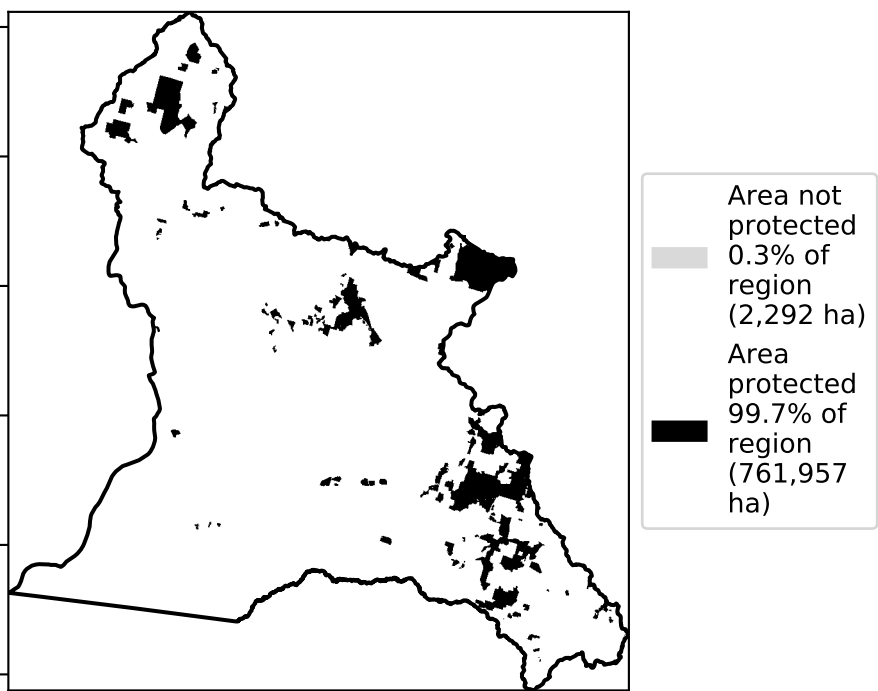 Area not
protected
0.3% of
region
(2,292 ha)
Area
protected
99.7% of
region
(761,957
ha)